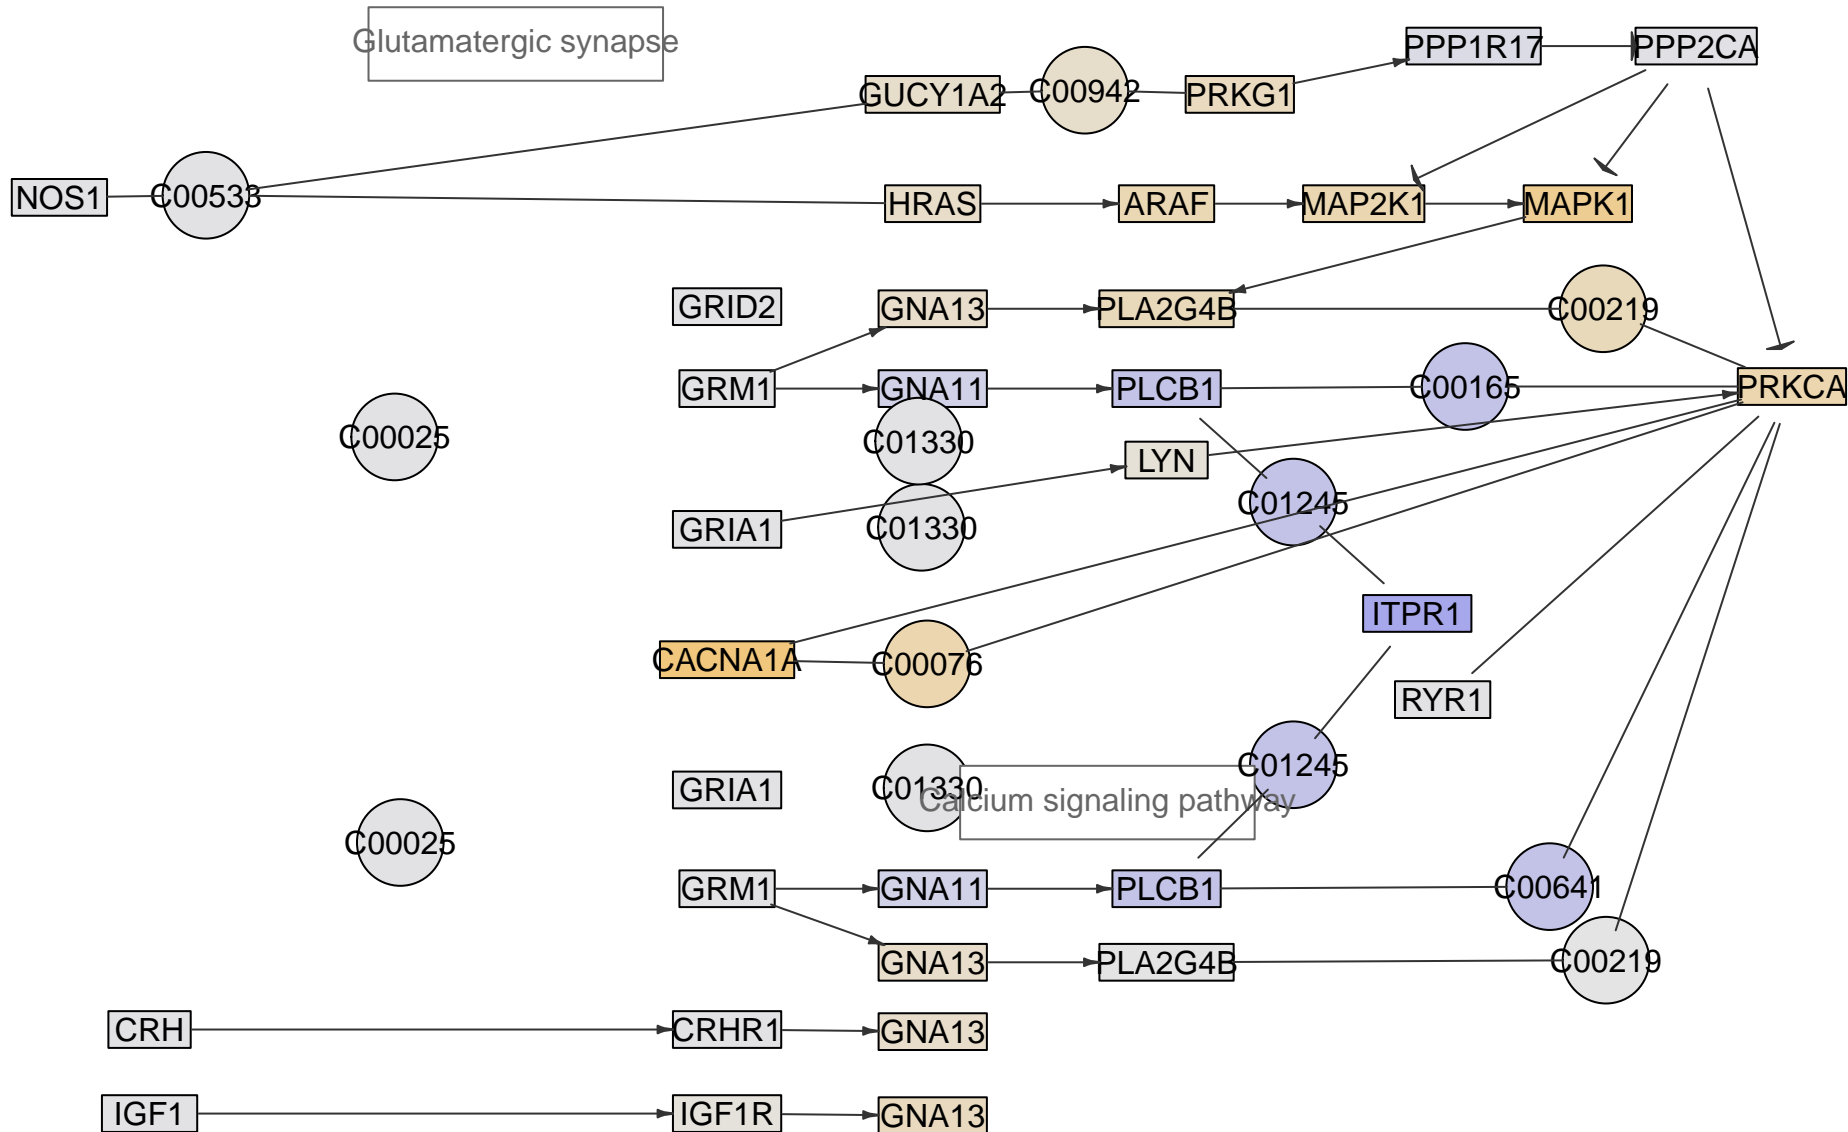 Glutamatergic synapse
PPP1R17
PPP2CA
GUCY1A2
C00942
PRKG1
NOS1
C00533
HRAS
ARAF
MAP2K1
MAPK1
GRID2
GNA13
PLA2G4B
C00219
GRM1
GNA11
PLCB1
C00165
PRKCA
C00025
C01330
LYN
C01245
GRIA1
C01330
ITPR1
CACNA1A
C00076
RYR1
C01245
GRIA1
C01330
Calcium signaling pathway
C00025
GRM1
GNA11
PLCB1
C00641
GNA13
PLA2G4B
C00219
CRH
CRHR1
GNA13
IGF1
IGF1R
GNA13